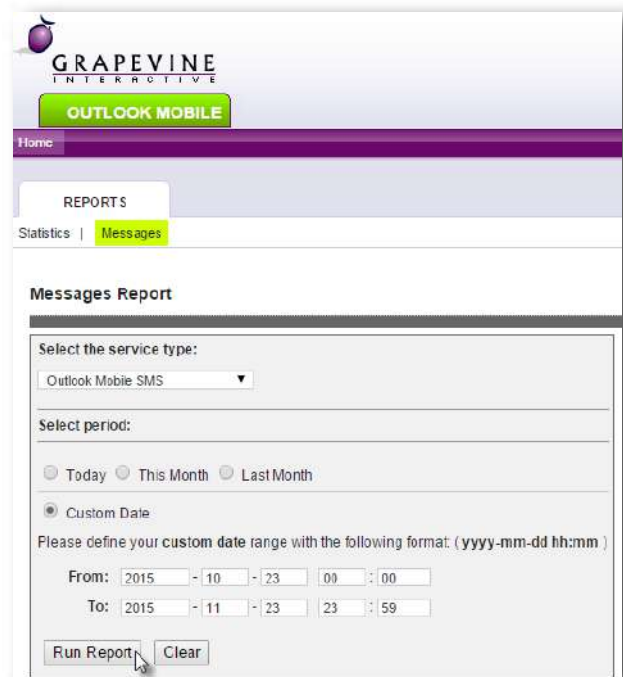 GRAPEVINE
INTERACTIVE
OUTLOOK MOBILE
Home
REPORTS
Statistics | Messages
Messages Report
Select the service type:
Outlook Mobile SMS
Select period:
Today This Month Last Month
Custom Date
Please define your custom date range with the following format: ( yyyy-mm-dd hh:mm )
From: 2015 - 10 - 23 00 : 00
To: 2015 - 11 - 23 23 : 59
Run Report Clear